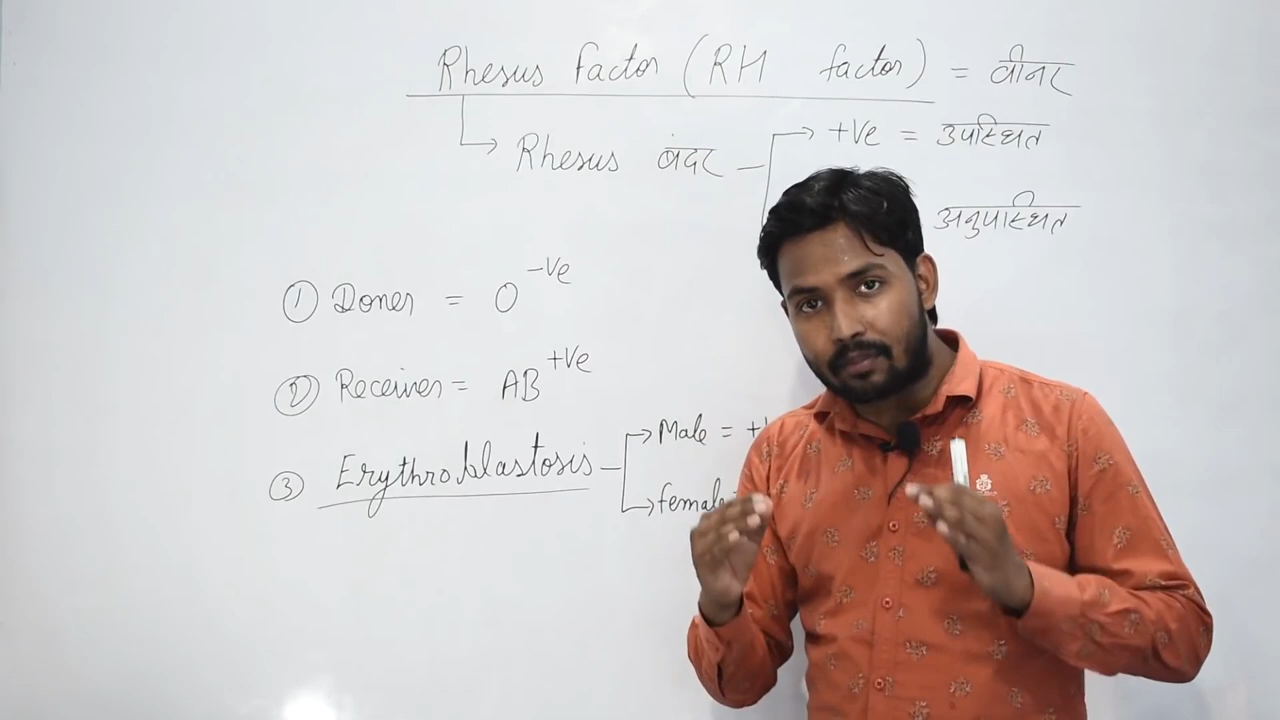 Rhesus factor (RH factor) = वीनर
Rhesus बंदर → +Ve = उपस्थित
अनुपस्थित
① Doner = O -Ve
② Receiver = AB +Ve
③ Erythroblastosis → Male = +
→ female